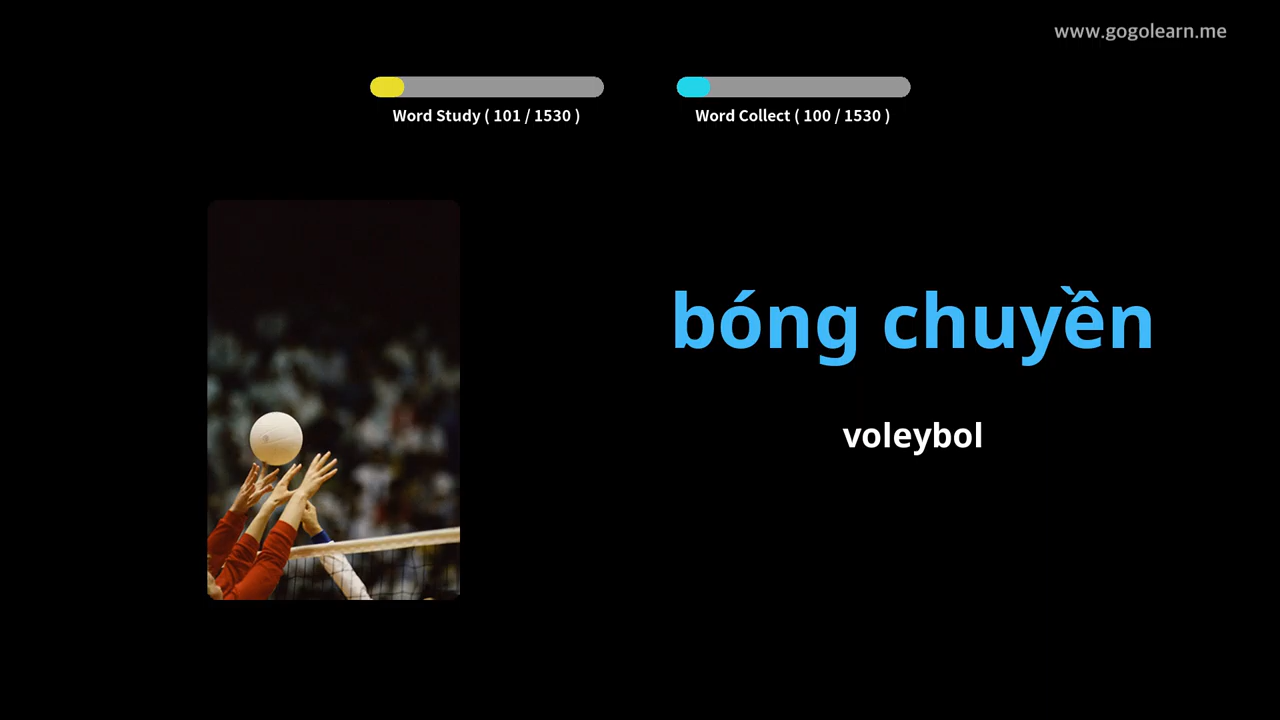 www.gogolearn.me
Word Study ( 101 / 1530 )
Word Collect ( 100 / 1530 )
bóng chuyền
voleybol